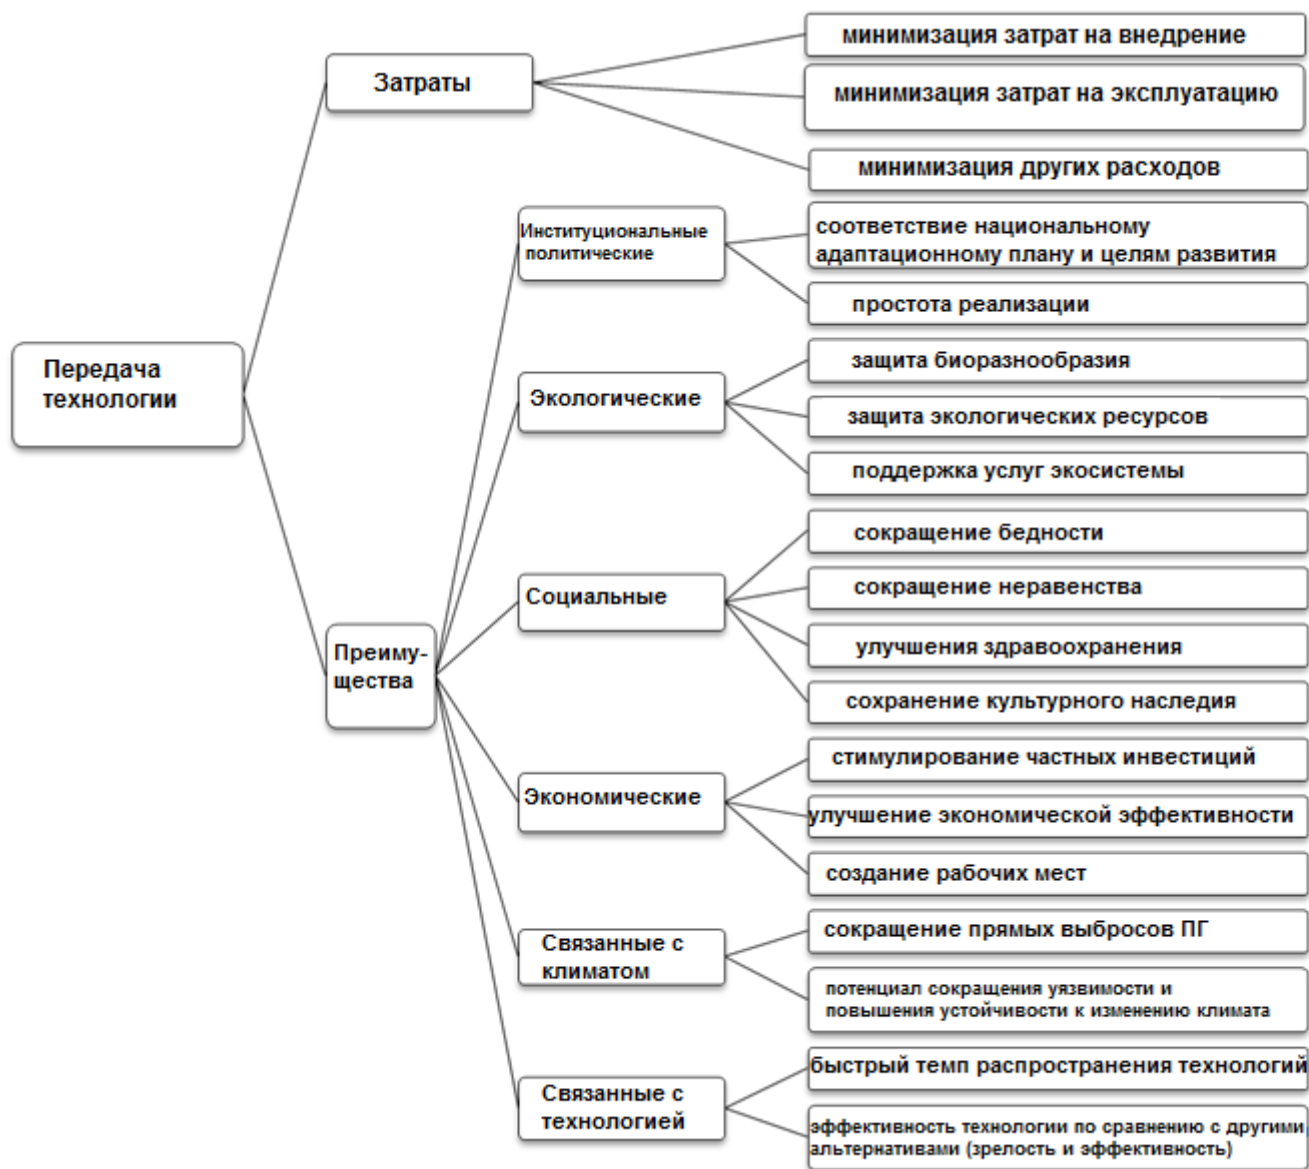 минимизация затрат на внедрение
Затраты
минимизация затрат на эксплуатацию
минимизация других расходов
Институциональные
политические
соответствие национальному
адаптационному плану и целям развития
простота реализации
Передача
технологии
защита биоразнообразия
Экологические
защита экологических ресурсов
поддержка услуг экосистемы
сокращение бедности
Социальные
сокращение неравенства
улучшения здравоохранения
Преиму-
щества
сохранение культурного наследия
стимулирование частных инвестиций
Экономические
улучшение экономической эффективности
создание рабочих мест
сокращение прямых выбросов ПГ
Связанные с
климатом
потенциал сокращения уязвимости и
повышения устойчивости к изменению климата
быстрый темп распространения технологий
Связанные с
технологией
эффективность технологии по сравнению с другими
альтернативами (зрелость и эффективность)